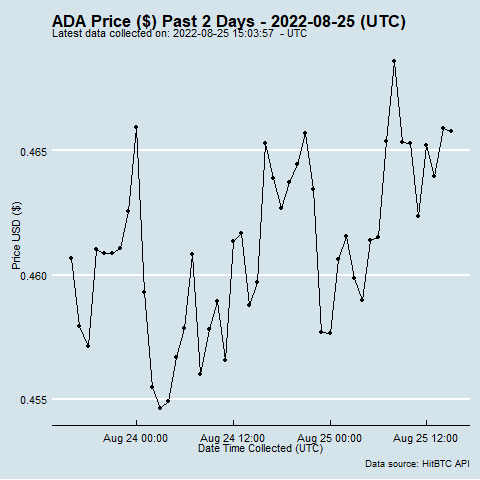 ADA Price ($) Past 2 Days - 2022-08-25 (UTC)
Latest data collected on: 2022-08-25 15:03:57 - UTC
0.465
Price USD ($)
0.460
0.455
Aug 24 00:00 Aug 24 12:00 Aug 25 00:00 Aug 25 12:00
Date Time Collected (UTC)
Data source: HitBTC API